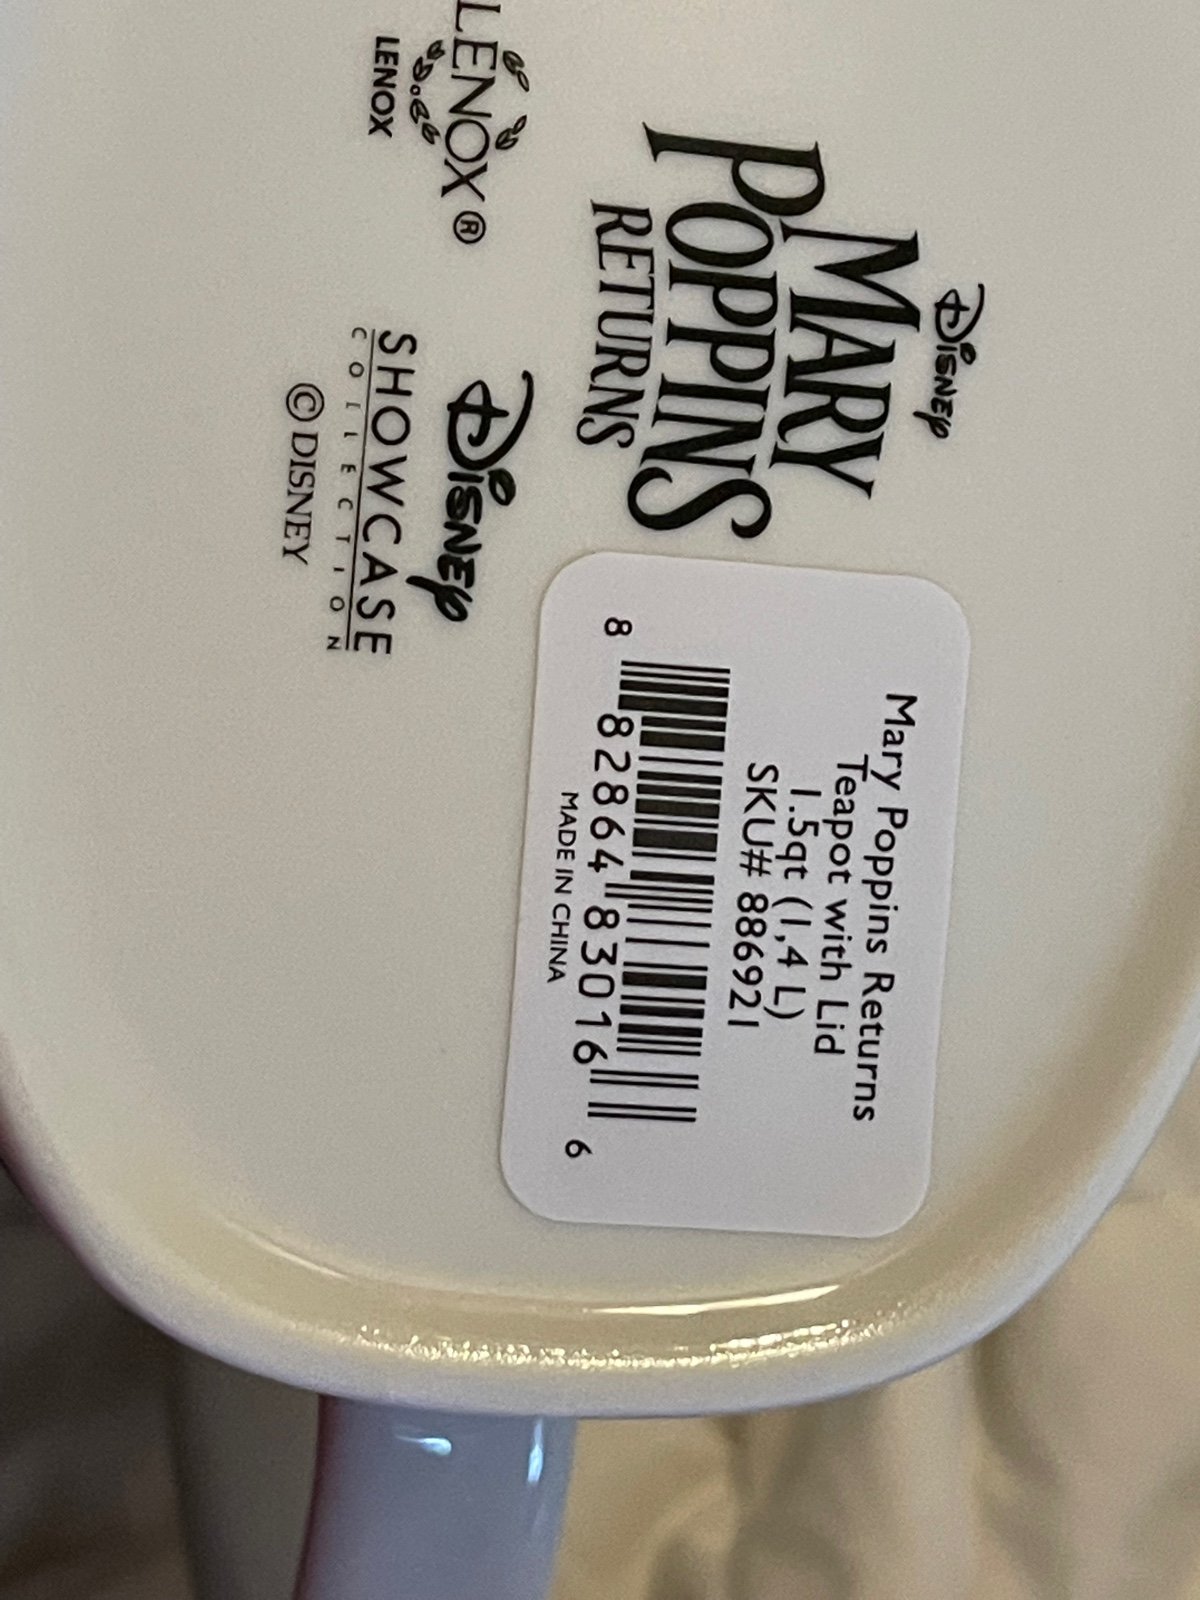 Disney
MARY
POPPINS
RETURNS
LENOX®
LENOX
Disney
SHOWCASE
COLLECTION
© DISNEY
Mary Poppins Returns
Teapot with Lid
1.5qt (1,4 L)
SKU# 886921
8 82864 83016 6
MADE IN CHINA